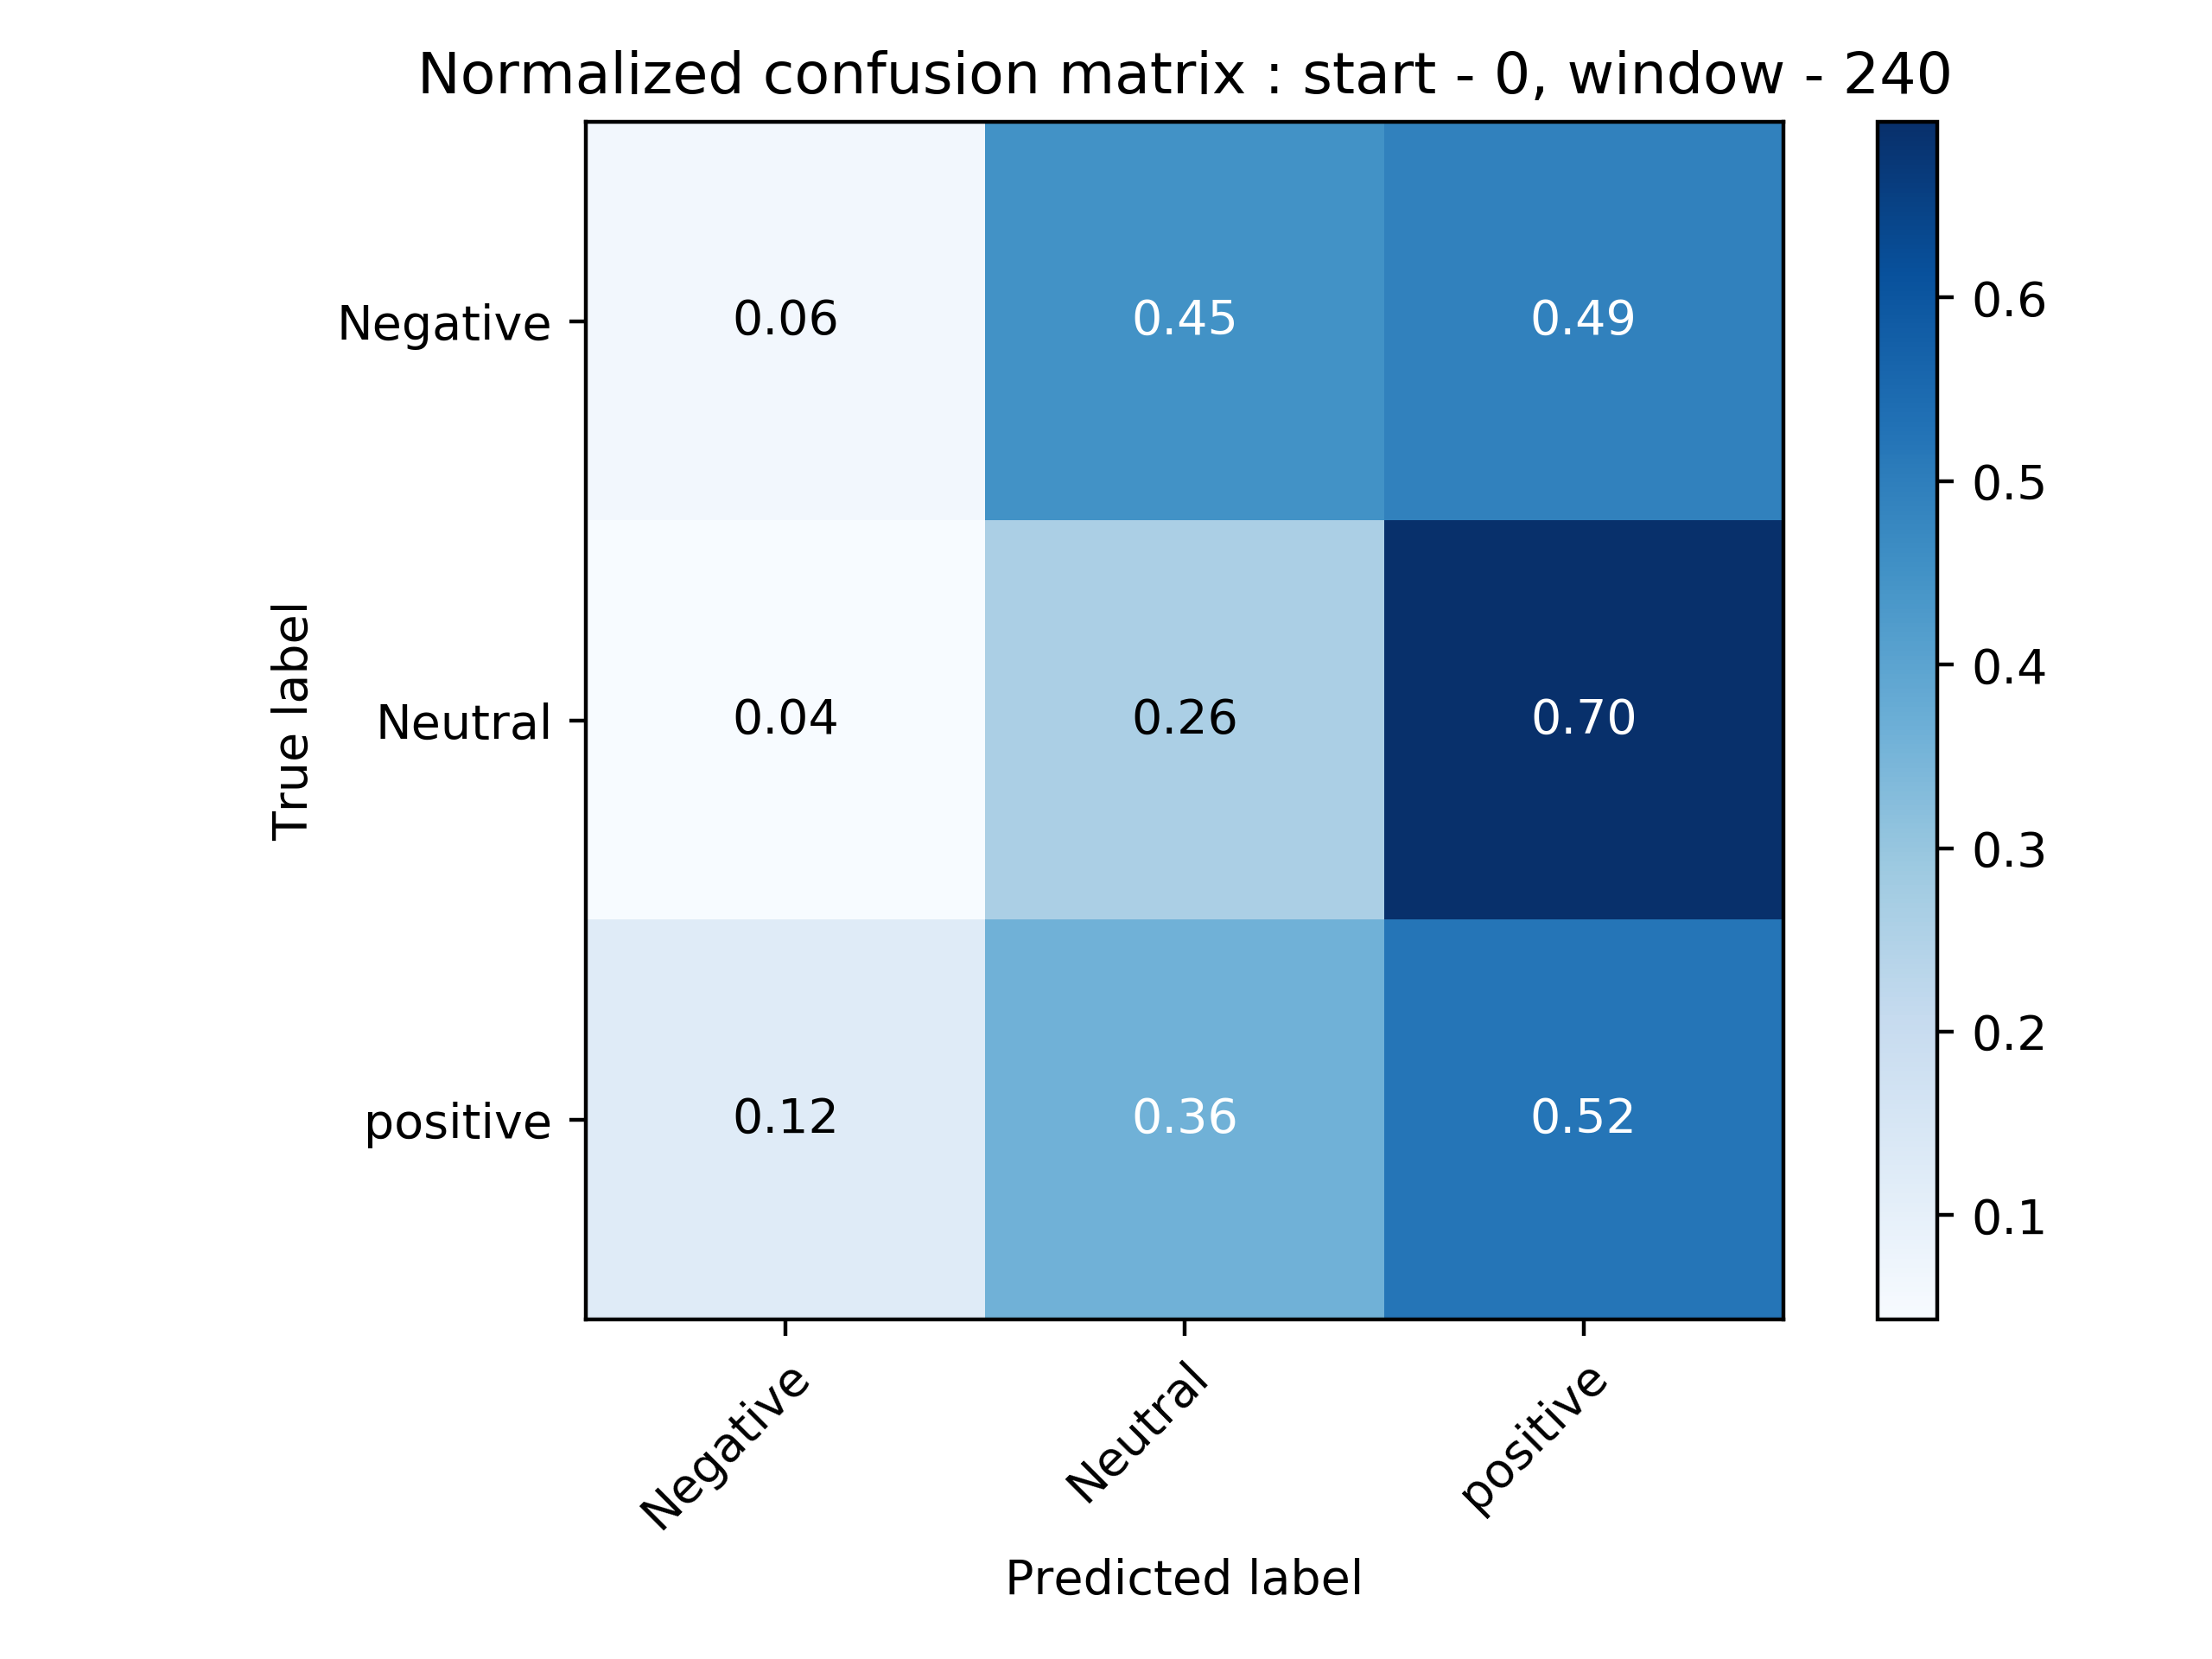 Normalized confusion matrix : start - 0, window - 240
True label
Negative
0.06
0.45
0.49
Neutral
0.04
0.26
0.70
positive
0.12
0.36
0.52
Negative
Neutral
positive
Predicted label
0.6
0.5
0.4
0.3
0.2
0.1